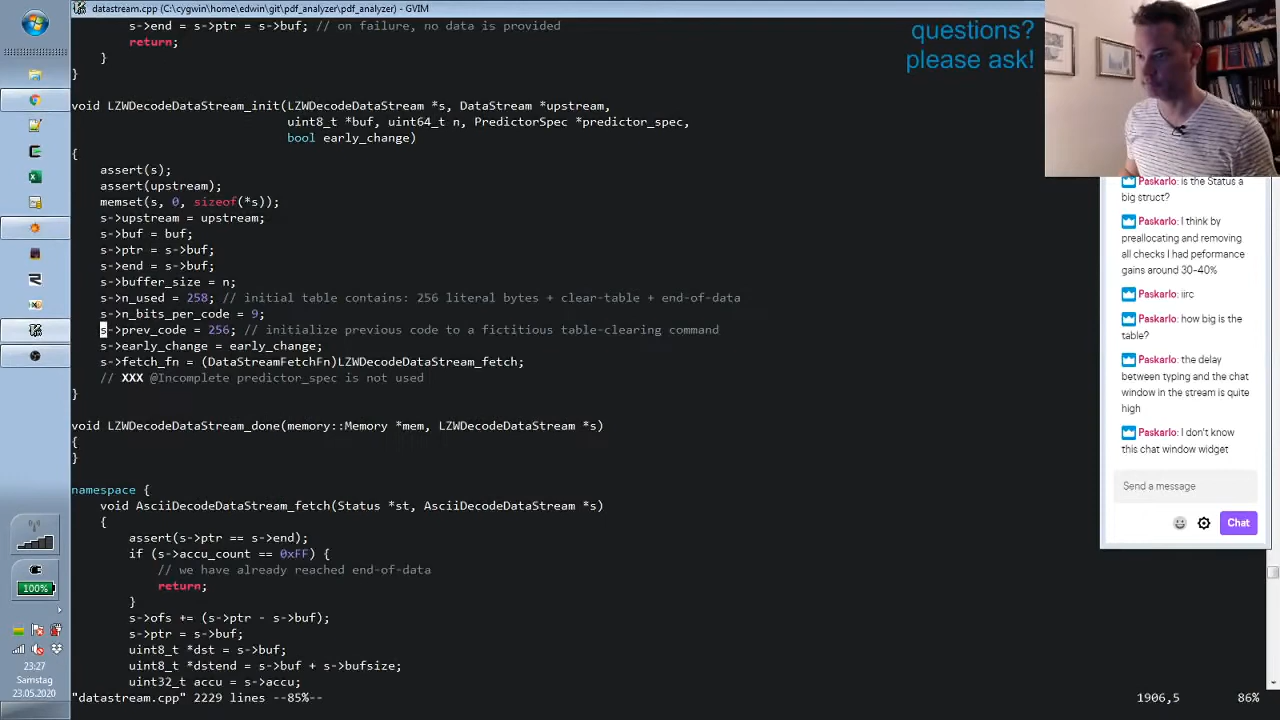 datastream.cpp (C:\cygwin\home\edwin\git\pdf_analyzer\pdf_analyzer) - GVIM
s->end = s->ptr = s->buf; // on failure, no data is provided
return;
}
}
void LZWDecodeDataStream_init(LZWDecodeDataStream *s, DataStream *upstream,
uint8_t *buf, uint64_t n, PredictorSpec *predictor_spec,
bool early_change)
{
assert(s);
assert(upstream);
memset(s, 0, sizeof(*s));
s->upstream = upstream;
s->buf = buf;
s->ptr = s->buf;
s->end = s->buf;
s->buffer_size = n;
s->n_used = 258; // initial table contains: 256 literal bytes + clear-table + end-of-data
s->n_bits_per_code = 9;
s->prev_code = 256; // initialize previous code to a fictitious table-clearing command
s->early_change = early_change;
s->fetch_fn = (DataStreamFetchFn)LZWDecodeDataStream_fetch;
// XXX @Incomplete predictor_spec is not used
}
void LZWDecodeDataStream_done(memory::Memory *mem, LZWDecodeDataStream *s)
{
}
namespace {
void AsciiDecodeDataStream_fetch(Status *st, AsciiDecodeDataStream *s)
{
assert(s->ptr == s->end);
if (s->accu_count == 0xFF) {
// we have already reached end-of-data
return;
}
s->ofs += (s->ptr - s->buf);
s->ptr = s->buf;
uint8_t *dst = s->buf;
uint8_t *dstend = s->buf + s->bufsize;
uint32_t accu = s->accu;
"datastream.cpp" 2229 lines --85%--
1906,5
86%
questions?
please ask!
Paskarlo: is the Status a
big struct?
Paskarlo: I think by
preallocating and removing
all checks I had peformance
gains around 30-40%
Paskarlo: iirc
Paskarlo: how big is the
table?
Paskarlo: the delay
between typing and the chat
window in the stream is quite
high
Paskarlo: I don't know
this chat window widget
Send a message
Chat
100%
23:27
Samstag
23.05.2020